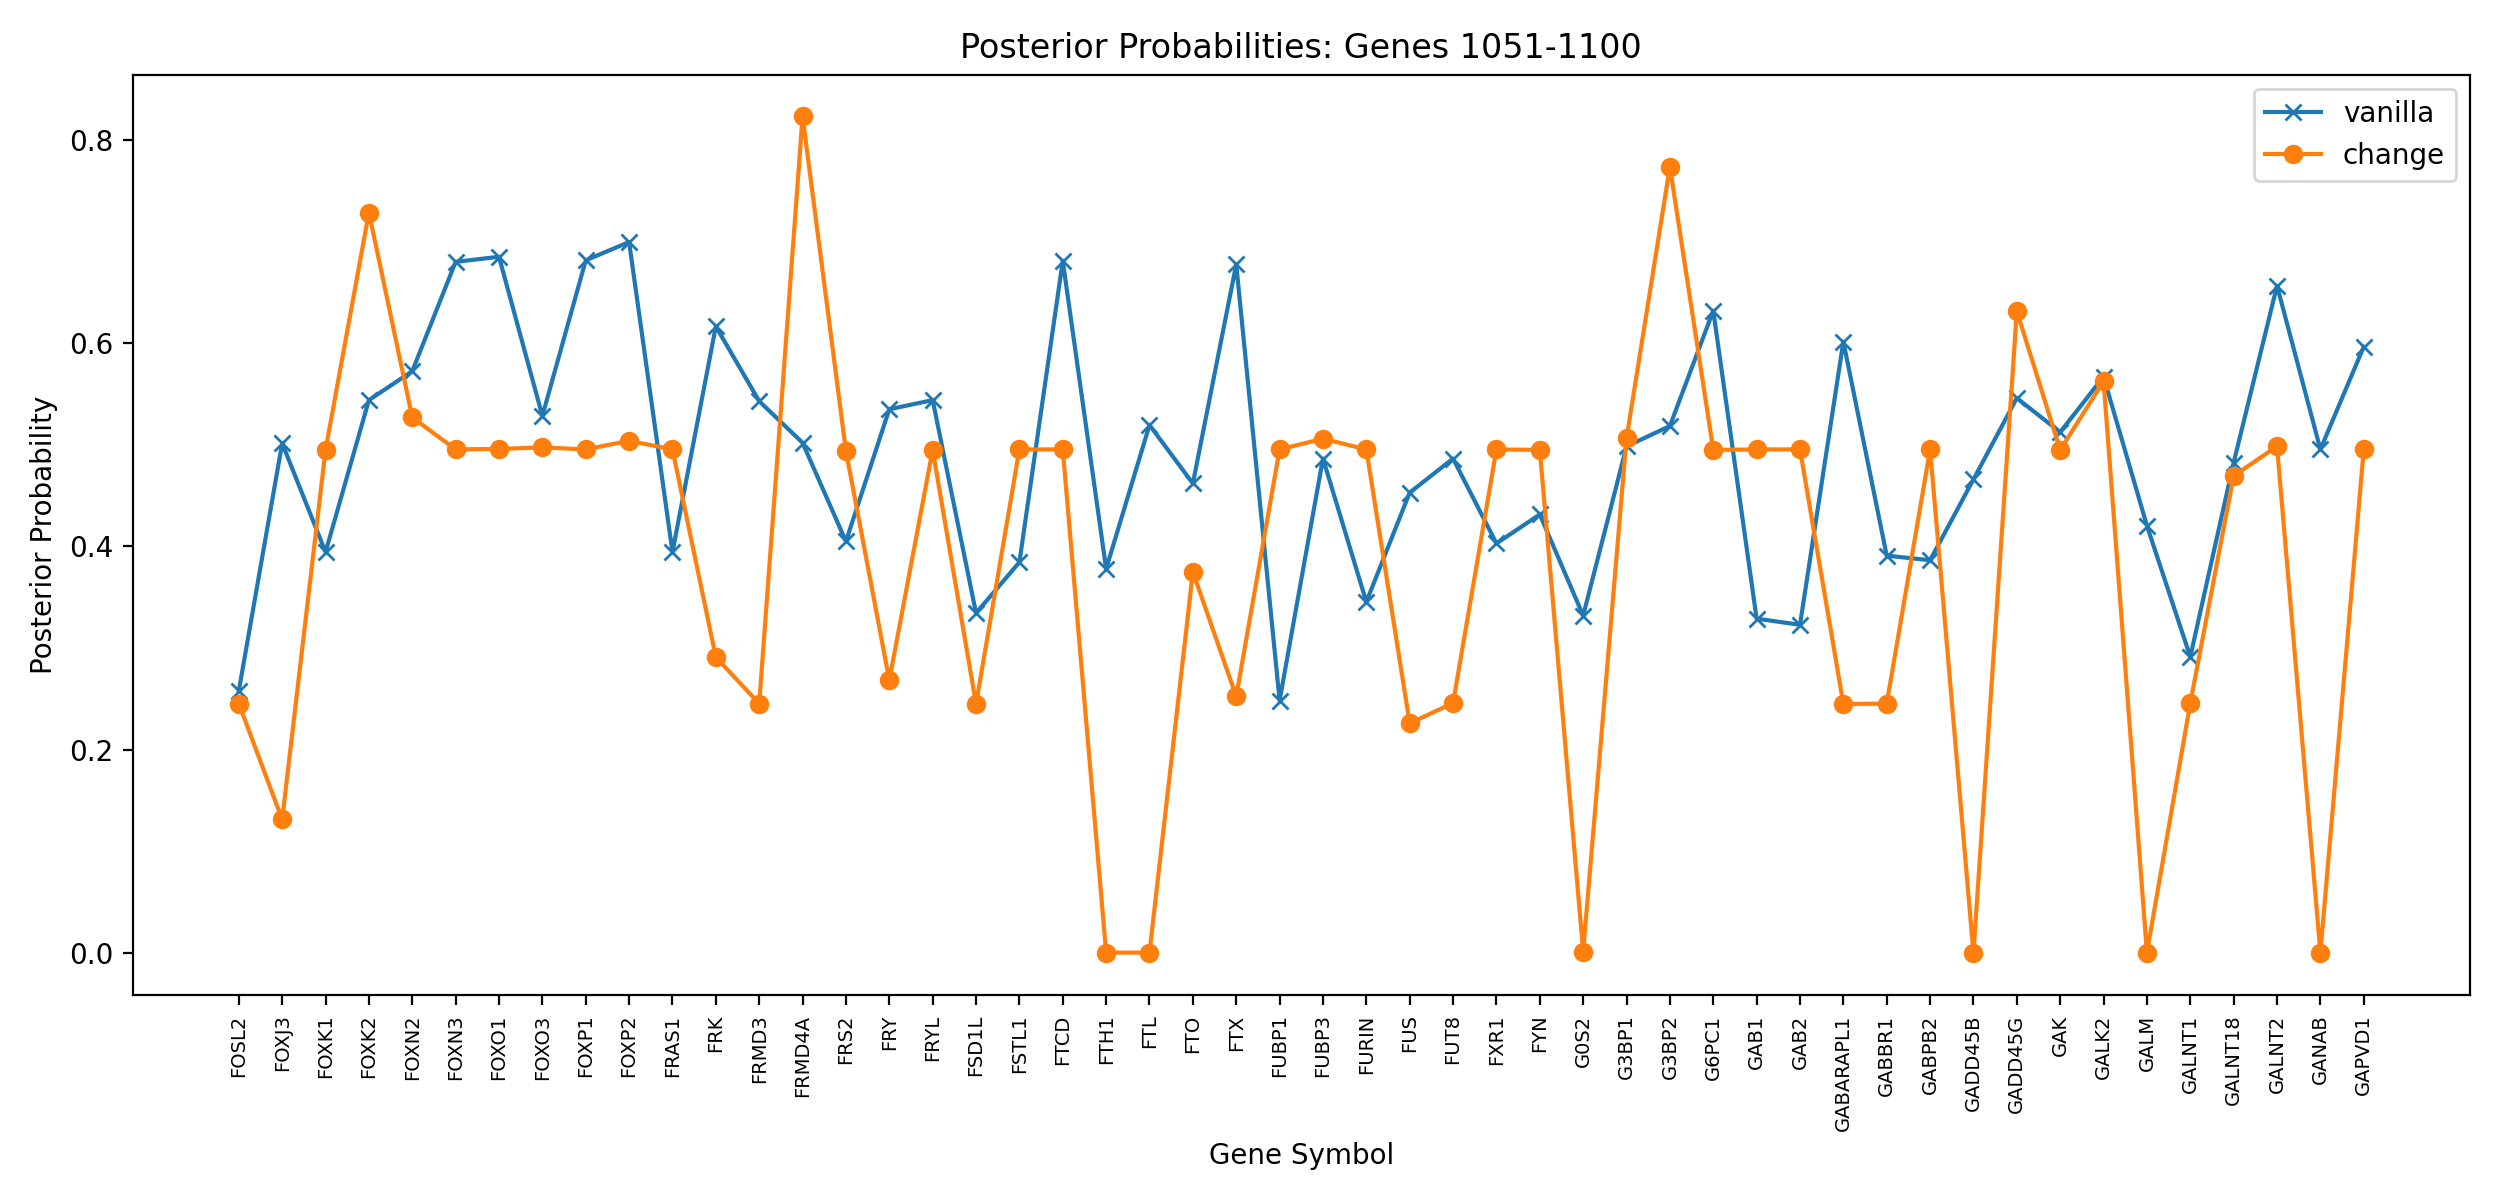 Posterior Probabilities: Genes 1051-1100
vanilla
change
Posterior Probability
0.8
0.6
0.4
0.2
0.0
FOSL2
FOXJ3
FOXK1
FOXK2
FOXN2
FOXN3
FOXO1
FOXO3
FOXP1
FOXP2
FRAS1
FRK
FRMD3
FRMD4A
FRS2
FRY
FRYL
FSD1L
FSTL1
FTCD
FTH1
FTL
FTO
FTX
FUBP1
FUBP3
FURIN
FUS
FUT8
FXR1
FYN
G0S2
G3BP1
G3BP2
G6PC1
GAB1
GAB2
GABARAPL1
GABBR1
GABPB2
GADD45B
GADD45G
GAK
GALK2
GALM
GALNT1
GALNT18
GALNT2
GANAB
GAPVD1
Gene Symbol